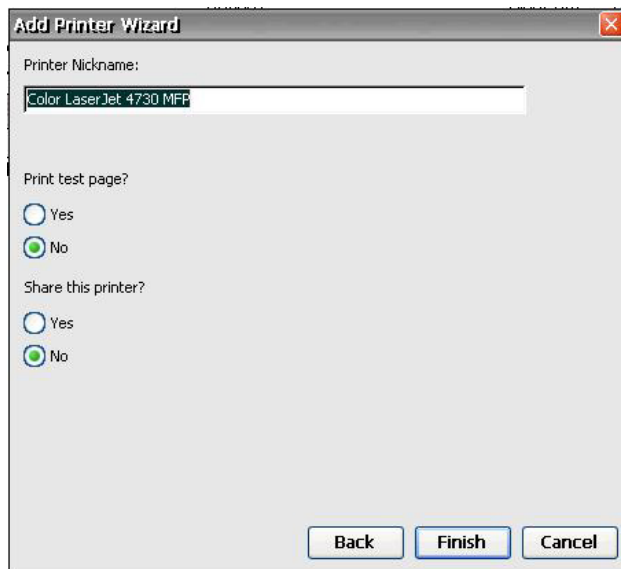 Add Printer Wizard
Printer Nickname:
Color LaserJet 4730 MFP
Print test page?
Yes
No
Share this printer?
Yes
No
Back Finish Cancel